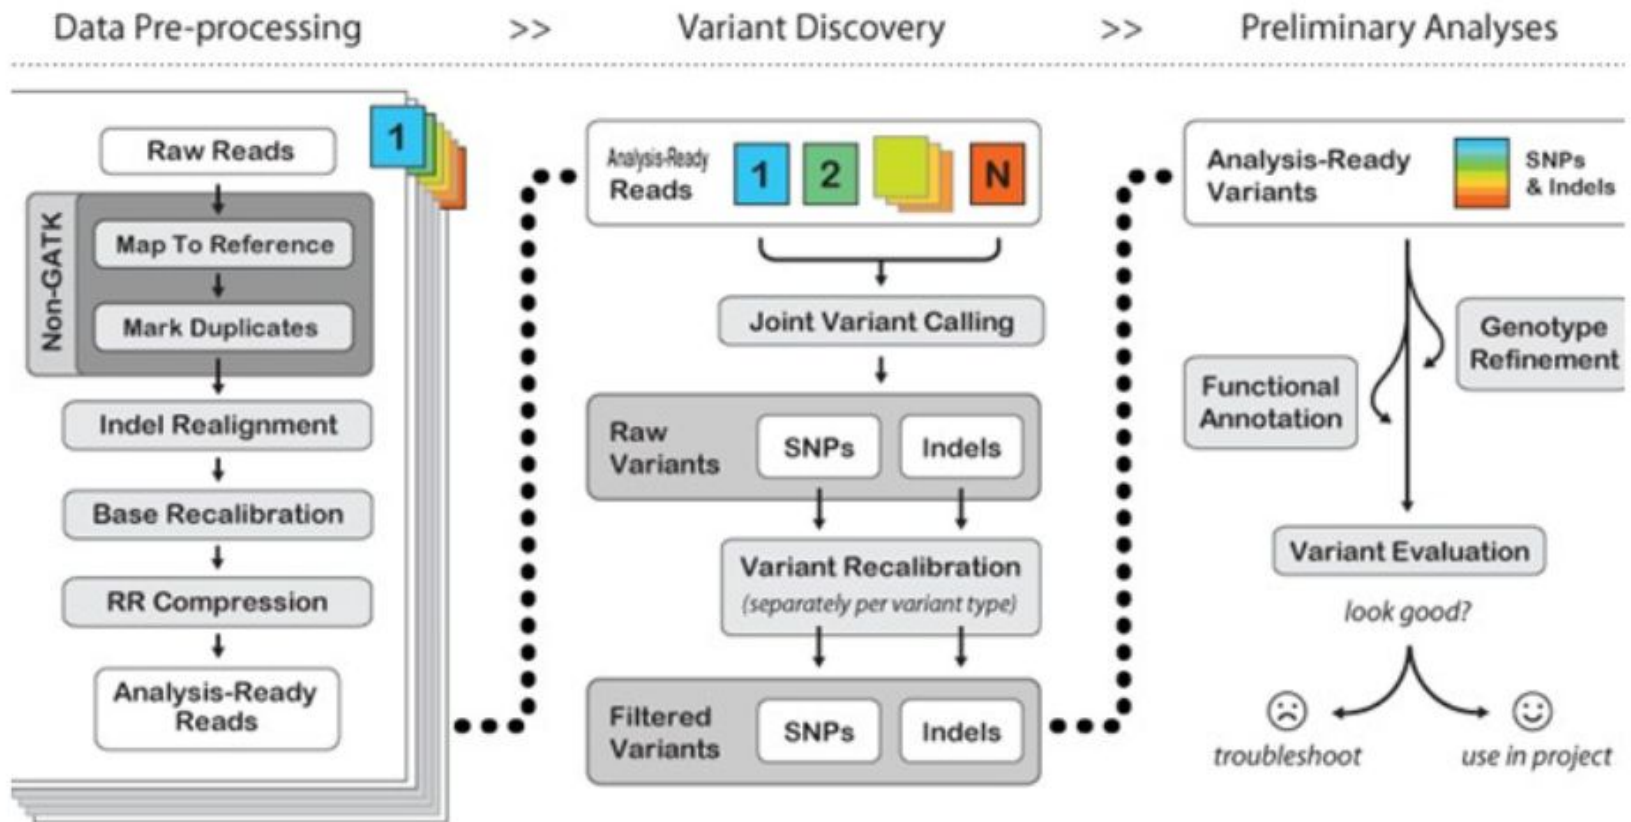 Data Pre-processing >> Variant Discovery >> Preliminary Analyses
1
Raw Reads
Non-GATK
Map To Reference
Mark Duplicates
Indel Realignment
Base Recalibration
RR Compression
Analysis-Ready
Reads
Analysis-Ready
Reads
1 2 N
Joint Variant Calling
Raw
Variants
SNPs Indels
Variant Recalibration
(separately per variant type)
Filtered
Variants
SNPs Indels
Analysis-Ready
Variants
SNPs
& Indels
Genotype
Refinement
Functional
Annotation
Variant Evaluation
look good?
troubleshoot use in project